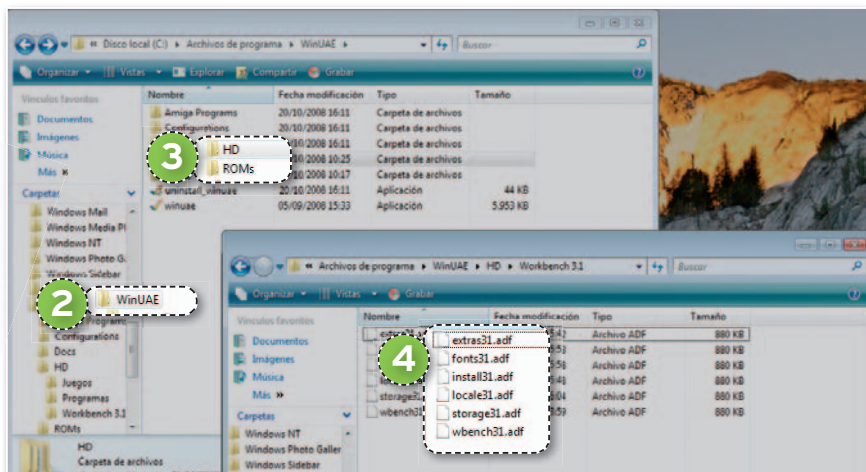 Disco local (C:) Archivos de programa WinUAE Buscar
Organizar Vistas Explorar Compartir Grabar
Vínculos favoritos
Documentos
Imágenes
Música
Más »
Carpetas
Windows Mail
Windows Media Pl
Windows NT
Windows Photo G
Windows Sidebar
2 WinUAE
Configurations
Docs
HD
Juegos
Programas
Workbench 3.1
ROMs
HD
Carpeta de archivos
Nombre Fecha modificación Tipo Tamaño
Amiga Programs 20/10/2008 16:11 Carpeta de archivos
Configurations 20/10/2008 16:11 Carpeta de archivos
16:11 Carpeta de archivos
3 HD 10:25 Carpeta de archivos
ROMs 10:17 Carpeta de archivos
uninstall_winuae 20/10/2008 16:11 Aplicación 44 KB
winuae 05/09/2008 15:33 Aplicación 5.953 KB
Archivos de programa WinUAE HD Workbench 3.1 Buscar
Organizar Vistas Grabar
Vínculos favoritos
Documentos
Imágenes
Música
Más »
Carpetas
Windows NT
Windows Photo Galler
Windows Sidebar
Nombre Fecha modificación Tipo Tamaño
4 extras31.adf Archivo ADF 880 KB
fonts31.adf Archivo ADF 880 KB
install31.adf Archivo ADF 880 KB
locale31.adf Archivo ADF 880 KB
storage31.adf Archivo ADF 880 KB
wbench31.adf Archivo ADF 880 KB